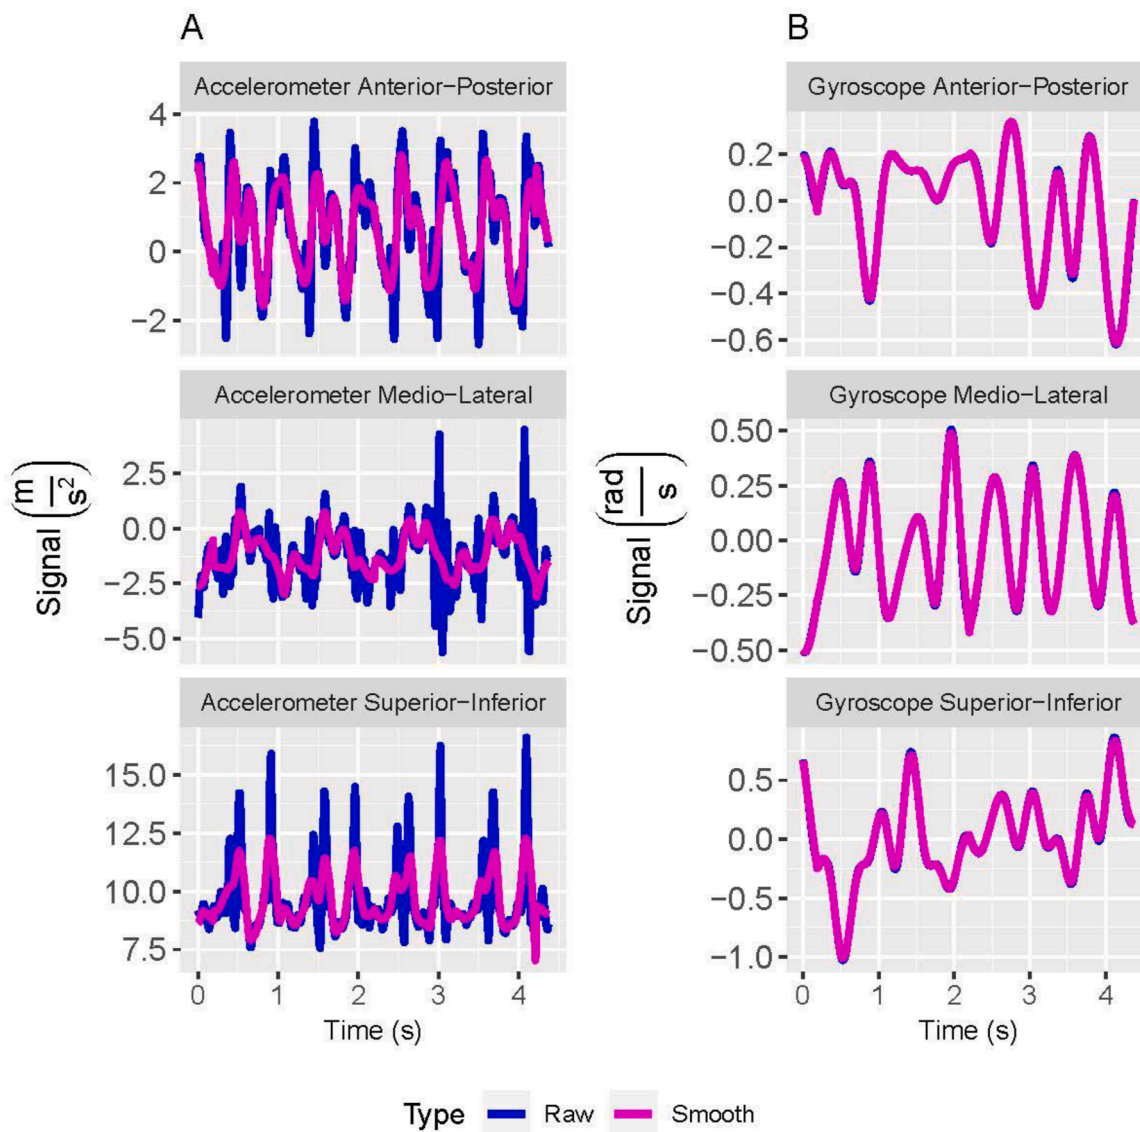 A
B
Accelerometer Anterior−Posterior
Gyroscope Anterior−Posterior
4
2
0
−2
0.2
0.0
−0.2
−0.4
−0.6
Accelerometer Medio−Lateral
Gyroscope Medio−Lateral
2.5
0.0
−2.5
−5.0
0.50
0.25
0.00
−0.25
−0.50
Signal (m/s²)
Signal (rad/s)
Accelerometer Superior−Inferior
Gyroscope Superior−Inferior
15.0
12.5
10.0
7.5
0.5
0.0
−0.5
−1.0
0 1 2 3 4
0 1 2 3 4
Time (s)
Time (s)
Type Raw Smooth